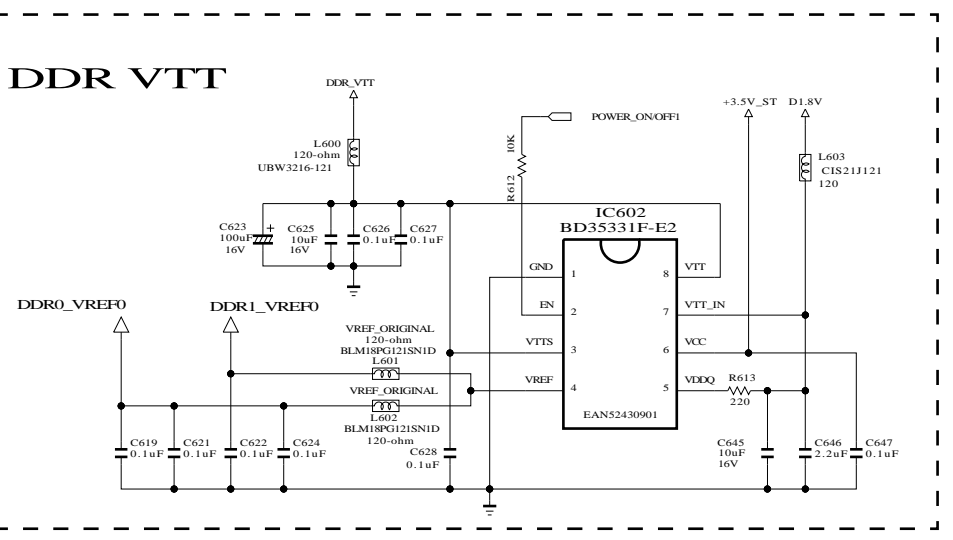 DDR VTT
DDR_VTT
L600
120-ohm
UBW3216-121
10K
R612
POWER_ON/OFF1
+3.5V_ST D1.8V
L603
CIS21J121
120
C623
100uF
16V
+
C625
10uF
16V
C626
0.1uF
C627
0.1uF
IC602
BD35331F-E2
GND
1
EN
2
VTTS
3
VREF
4
8
VTT
7
VTT_IN
6
VCC
5
VDDQ
EAN52430901
R613
220
DDR0_VREF0
DDR1_VREF0
VREF_ORIGINAL
120-ohm
BLM18PG121SN1D
L601
VREF_ORIGINAL
L602
BLM18PG121SN1D
120-ohm
C619
0.1uF
C621
0.1uF
C622
0.1uF
C624
0.1uF
C628
0.1uF
C645
10uF
16V
C646
2.2uF
C647
0.1uF